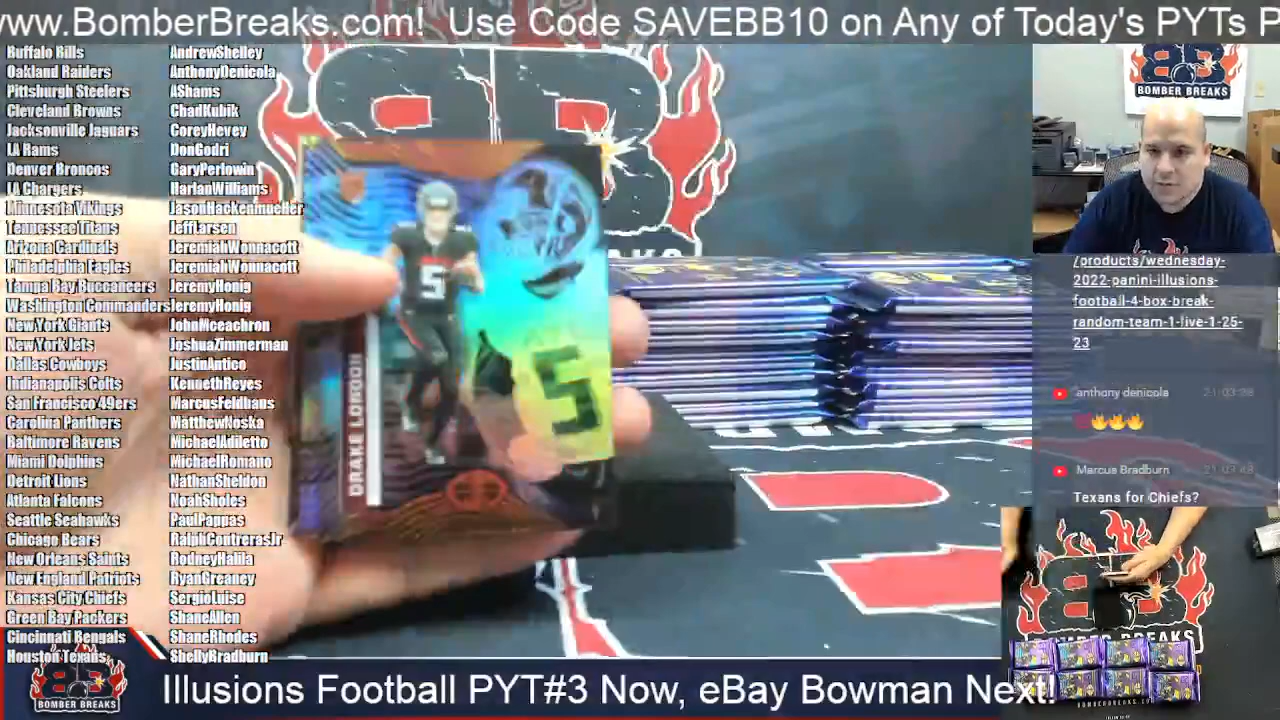 www.BomberBreaks.com! Use Code SAVEBB10 on Any of Today's PYTs P
Buffalo Bills AndrewShelley
Oakland Raiders AnthonyDenicola
Pittsburgh Steelers AShams
Cleveland Browns ChadKubik
Jacksonville Jaguars CoreyHevey
LA Rams DonGodri
Denver Broncos GaryPerlowin
LA Chargers HarlanWilliams
Minnesota Vikings JasonHackenmueller
Tennessee Titans JeffLarsen
Arizona Cardinals JeremiahWonnacott
Philadelphia Eagles JeremiahWonnacott
Tampa Bay Buccaneers JeremyHonig
Washington Commanders JeremyHonig
New York Giants JohnMceachron
New York Jets JoshuaZimmerman
Dallas Cowboys JustinAntico
Indianapolis Colts KennethReyes
San Francisco 49ers MarcusFeldhaus
Carolina Panthers MatthewKoska
Baltimore Ravens MichaelAdiletto
Miami Dolphins MichaelRomano
Detroit Lions NathanSheldon
Atlanta Falcons NoahSholes
Seattle Seahawks PaulPappas
Chicago Bears RalphContrerasJr
New Orleans Saints RodneyHailia
New England Patriots RyanGreaney
Kansas City Chiefs SergioLuise
Green Bay Packers ShaneAllen
Cincinnati Bengals ShaneRhodes
Houston Texans ShellyBradburn
DRAKE LONDON
5
5
BOMBER BREAKS
/products/wednesday-
2022-panini-illusions-
football-4-box-break-
random-team-1-live-1-25-
23
anthony denicola
Marcus Bradburn
Texans for Chiefs?
BOMBER BREAKS
BOMBER BREAKS
Illusions Football PYT#3 Now, eBay Bowman Next!